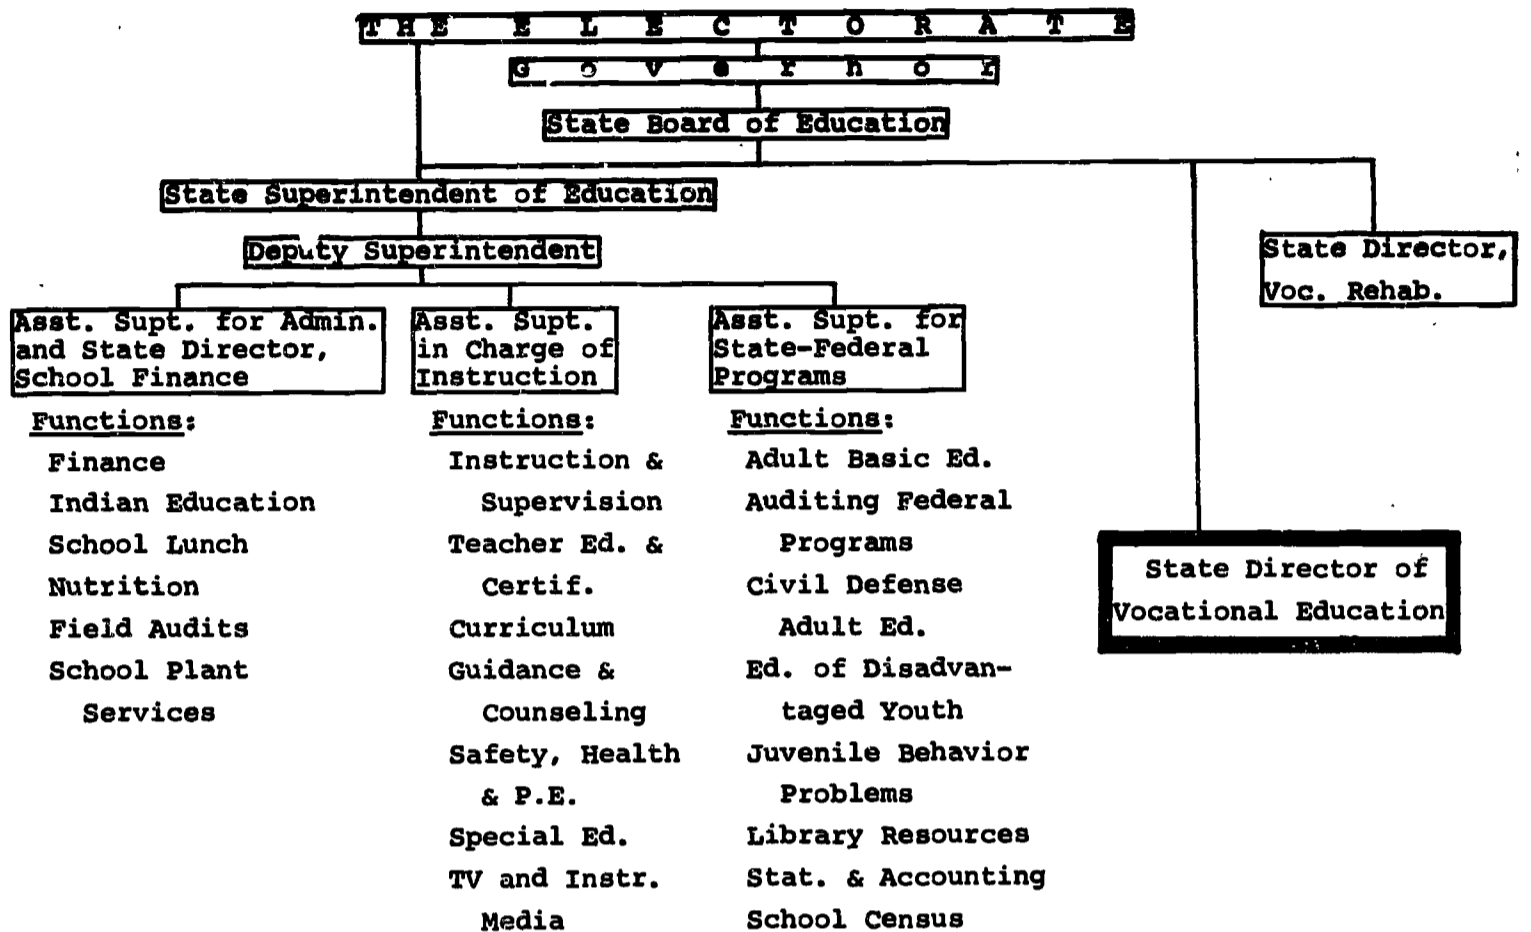 THE ELECTORATE
Governor
State Board of Education
State Superintendent of Education
Deputy Superintendent
State Director,
Voc. Rehab.
Asst. Supt. for Admin.
and State Director,
School Finance
Functions:
Finance
Indian Education
School Lunch
Nutrition
Field Audits
School Plant
Services
Asst. Supt.
in Charge of
Instruction
Functions:
Instruction &
Supervision
Teacher Ed. &
Certif.
Curriculum
Guidance &
Counseling
Safety, Health
& P.E.
Special Ed.
TV and Instr.
Media
Asst. Supt. for
State-Federal
Programs
Functions:
Adult Basic Ed.
Auditing Federal
Programs
Civil Defense
Adult Ed.
Ed. of Disadvan-
taged Youth
Juvenile Behavior
Problems
Library Resources
Stat. & Accounting
School Census
State Director of
Vocational Education